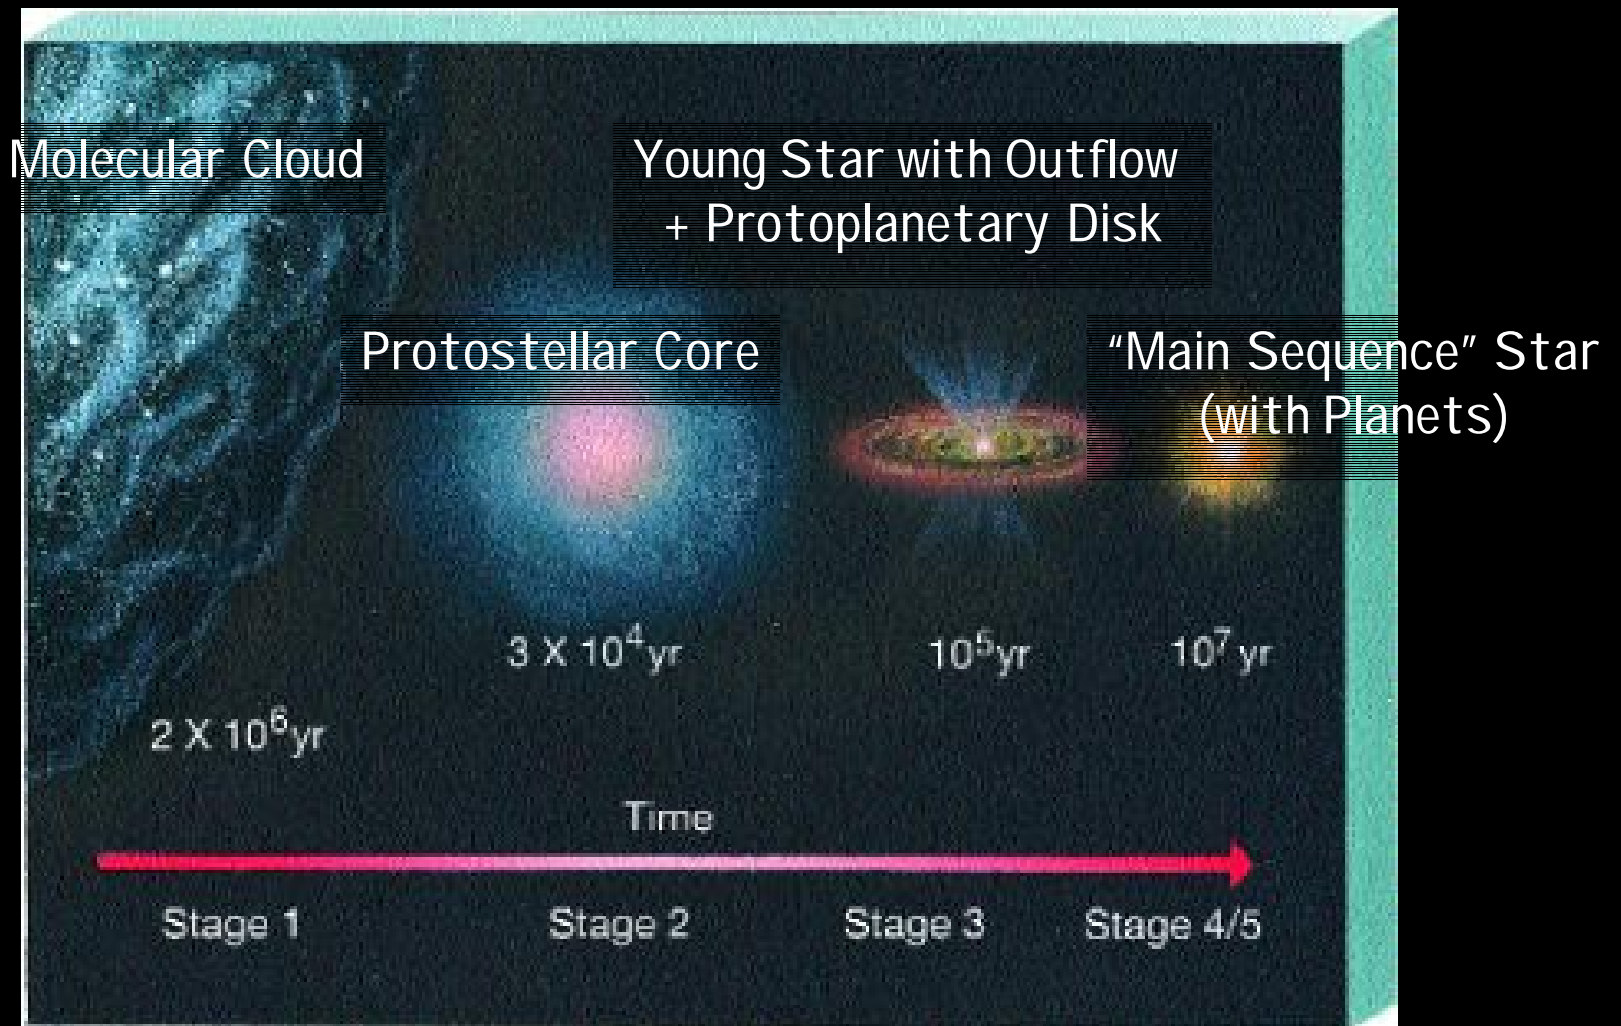 Molecular Cloud
Young Star with Outflow
+ Protoplanetary Disk
Protostellar Core
“Main Sequence” Star
(with Planets)
3 X 10⁴yr
10⁵yr
10⁷ yr
2 X 10⁶yr
Time
Stage 1
Stage 2
Stage 3
Stage 4/5